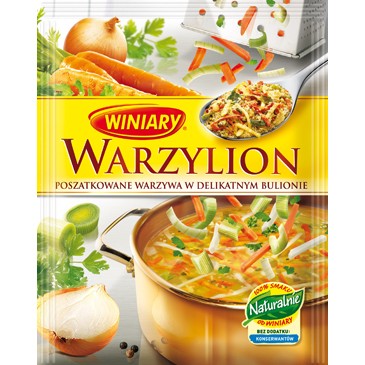 WINIARY
WARZYLION
POSZATKOWANE WARZYWA W DELIKATNYM BULIONIE
100% SMAKU
Naturalnie
OD WINIARY
BEZ DODATKU:
KONSERWANTÓW